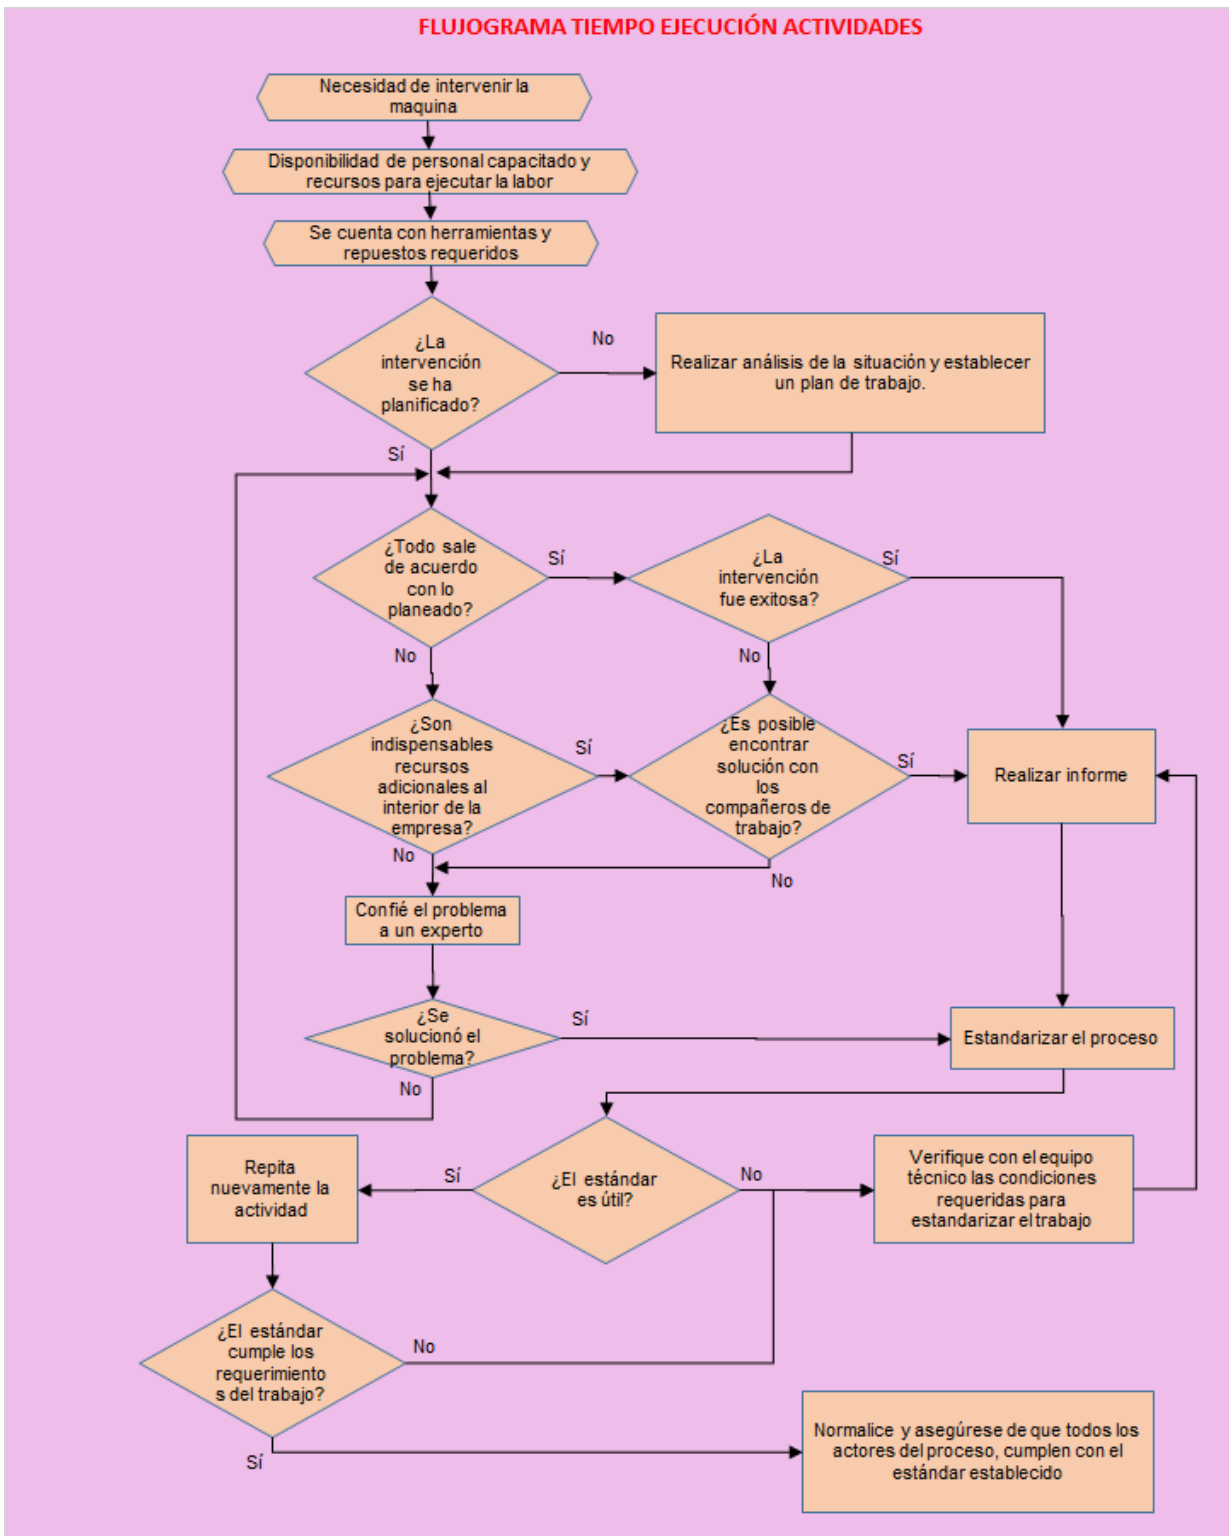 FLUJOGRAMA TIEMPO EJECUCIÓN ACTIVIDADES
Necesidad de intervenir la
maquina
Disponibilidad de personal capacitado y
recursos para ejecutar la labor
Se cuenta con herramientas y
repuestos requeridos
¿La
intervención
se ha
planificado?
No
Realizar análisis de la situación y establecer
un plan de trabajo.
Sí
¿Todo sale
de acuerdo
con lo
planeado?
Sí
¿La
intervención
fue exitosa?
Sí
No
No
¿Son
indispensables
recursos
adicionales al
interior de la
empresa?
Sí
¿Es posible
encontrar
solución con
los
compañeros de
trabajo?
Sí
Realizar informe
No
No
Confié el problema
a un experto
¿Se
solucionó el
problema?
Sí
Estandarizar el proceso
No
Repita
nuevamente la
actividad
Sí
¿El estándar
es útil?
No
Verifique con el equipo
técnico las condiciones
requeridas para
estandarizar el trabajo
¿El estándar
cumple los
requerimiento
s del trabajo?
No
Sí
Normalice y asegúrese de que todos los
actores del proceso, cumplen con el
estándar establecido